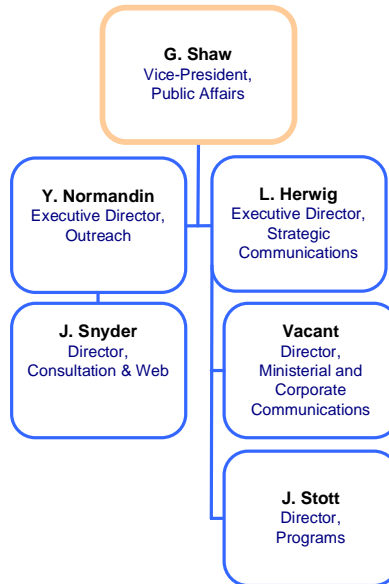 G. Shaw
Vice-President,
Public Affairs
Y. Normandin
Executive Director,
Outreach
L. Herwig
Executive Director,
Strategic
Communications
J. Snyder
Director,
Consultation & Web
Vacant
Director,
Ministerial and
Corporate
Communications
J. Stott
Director,
Programs